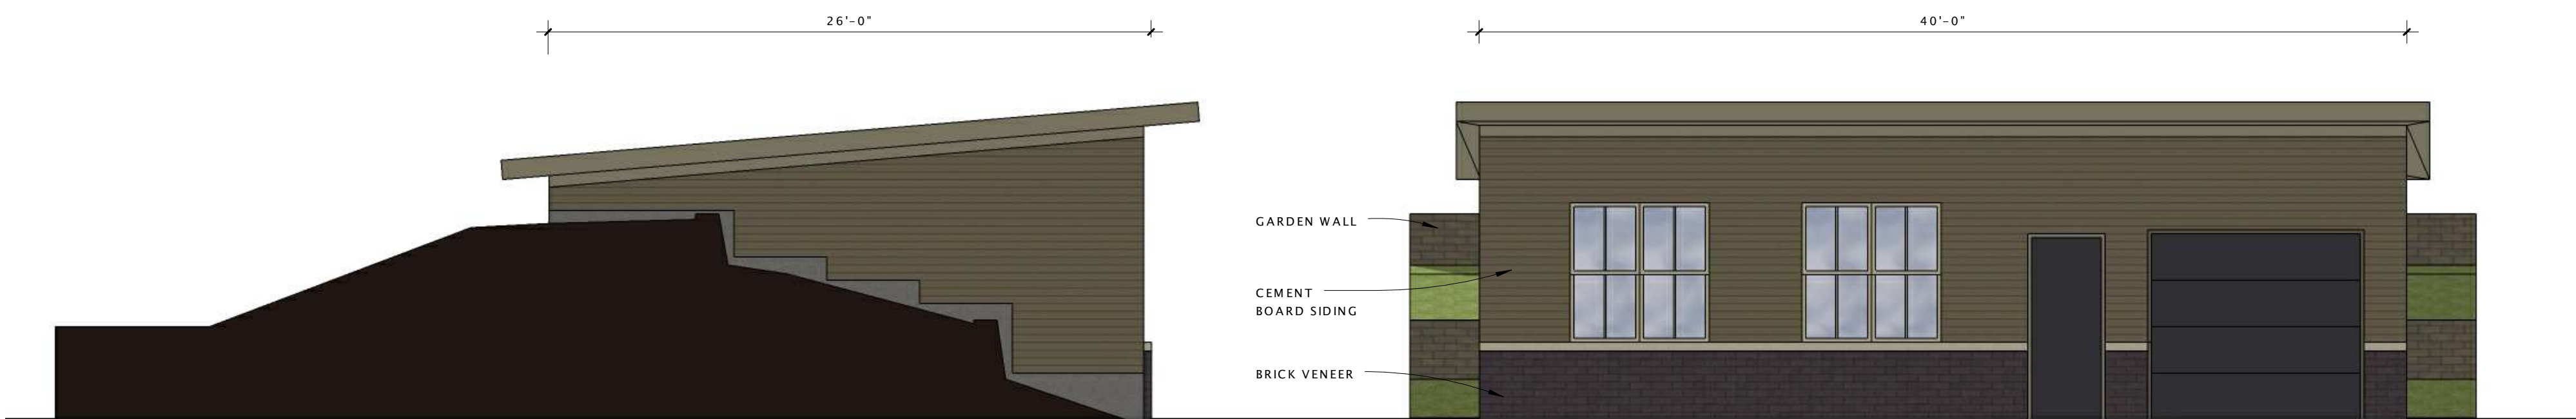 26'-0"
40'-0"
GARDEN WALL
CEMENT
BOARD SIDING
BRICK VENEER